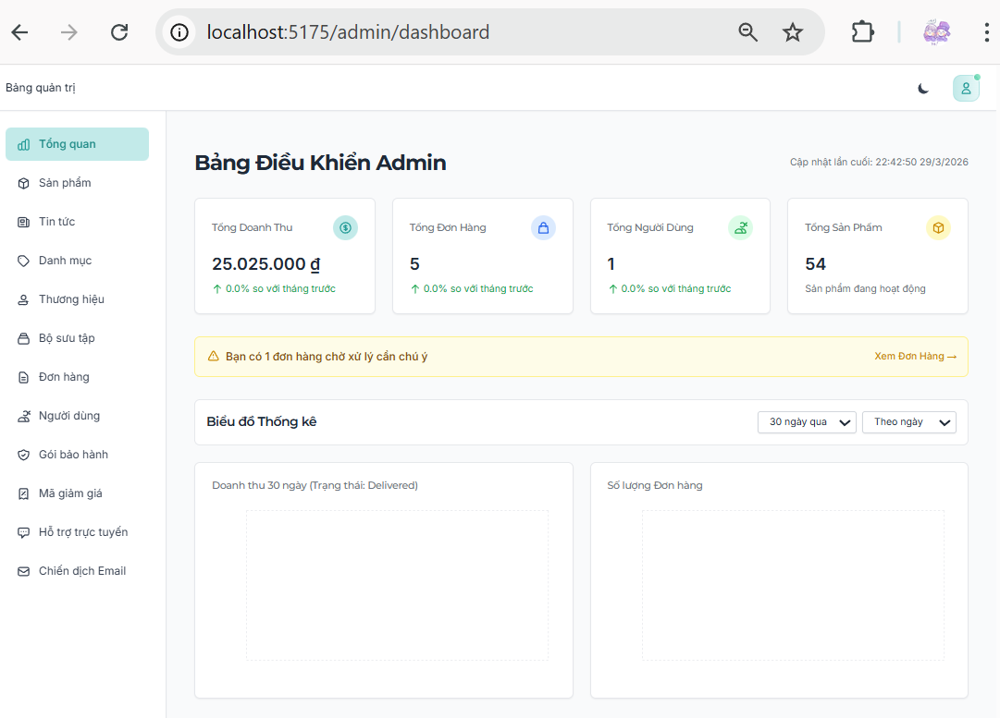 localhost:5175/admin/dashboard
Bảng quản trị
Tổng quan
Sản phẩm
Tin tức
Danh mục
Thương hiệu
Bộ sưu tập
Đơn hàng
Người dùng
Gói bảo hành
Mã giảm giá
Hỗ trợ trực tuyến
Chiến dịch Email
Bảng Điều Khiển Admin
Cập nhật lần cuối: 22:42:50 29/3/2026
Tổng Doanh Thu
25.025.000 ₫
0.0% so với tháng trước
Tổng Đơn Hàng
5
0.0% so với tháng trước
Tổng Người Dùng
1
0.0% so với tháng trước
Tổng Sản Phẩm
54
Sản phẩm đang hoạt động
Bạn có 1 đơn hàng chờ xử lý cần chú ý
Xem Đơn Hàng →
Biểu đồ Thống kê
30 ngày qua
Theo ngày
Doanh thu 30 ngày (Trạng thái: Delivered)
Số lượng Đơn hàng